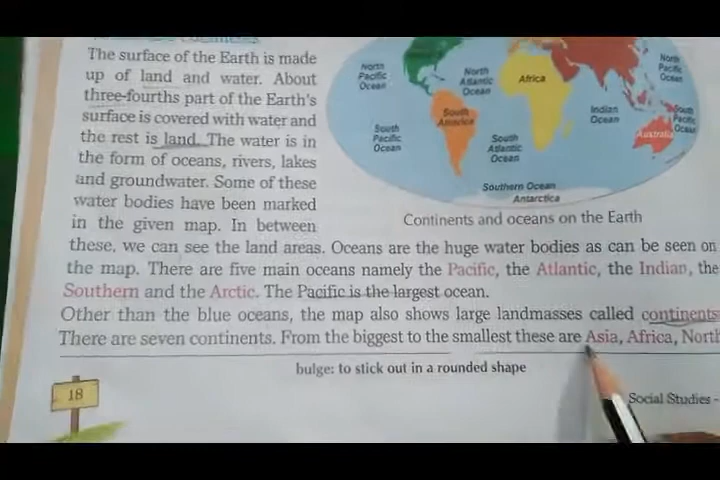 The surface of the Earth is made
up of land and water. About
three-fourths part of the Earth's
surface is covered with water and
the rest is land. The water is in
the form of oceans, rivers, lakes
and groundwater. Some of these
water bodies have been marked
in the given map. In between
these, we can see the land areas. Oceans are the huge water bodies as can be seen on
the map. There are five main oceans namely the Pacific, the Atlantic, the Indian, the
Southern and the Arctic. The Pacific is the largest ocean.
Other than the blue oceans, the map also shows large landmasses called continents
There are seven continents. From the biggest to the smallest these are Asia, Africa, North
North
Pacific
Ocean
North
Atlantic
Ocean
Africa
North
Pacific
Ocean
South
America
Indian
Ocean
South
Pacific
Ocean
Australia
South
Pacific
Ocean
South
Atlantic
Ocean
Southern Ocean
Antarctica
Continents and oceans on the Earth
bulge: to stick out in a rounded shape
18
Social Studies -